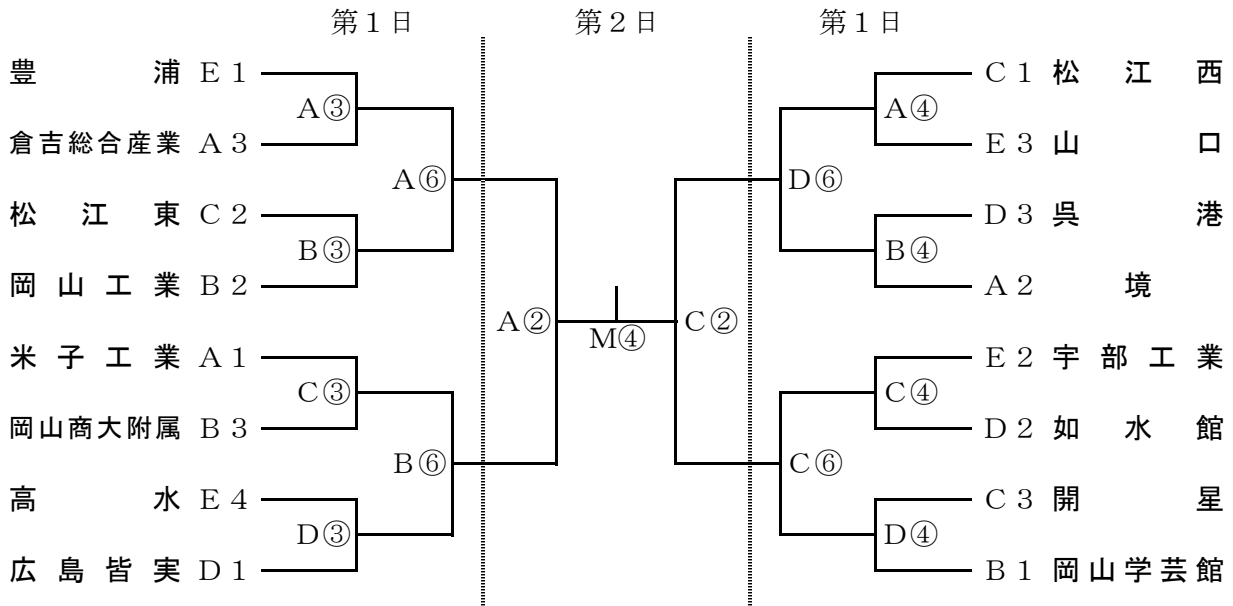 第１日 第２日 第１日
豊浦 Ｅ１ Ｃ１ 松江西
Ａ③ Ａ④
倉吉総合産業 Ａ３ Ｅ３ 山口
Ａ⑥ Ｄ⑥
松江東 Ｃ２ Ｄ３ 呉港
Ｂ③ Ｂ④
岡山工業 Ｂ２ Ａ２ 境
Ａ② Ｍ④ Ｃ②
米子工業 Ａ１ Ｅ２ 宇部工業
Ｃ③ Ｃ④
岡山商大附属 Ｂ３ Ｄ２ 如水館
Ｂ⑥ Ｃ⑥
高水 Ｅ４ Ｃ３ 開星
Ｄ③ Ｄ④
広島皆実 Ｄ１ Ｂ１ 岡山学芸館